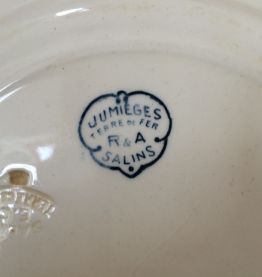 JUMIÈGES
TERRE DE FER
R & A
SALINS